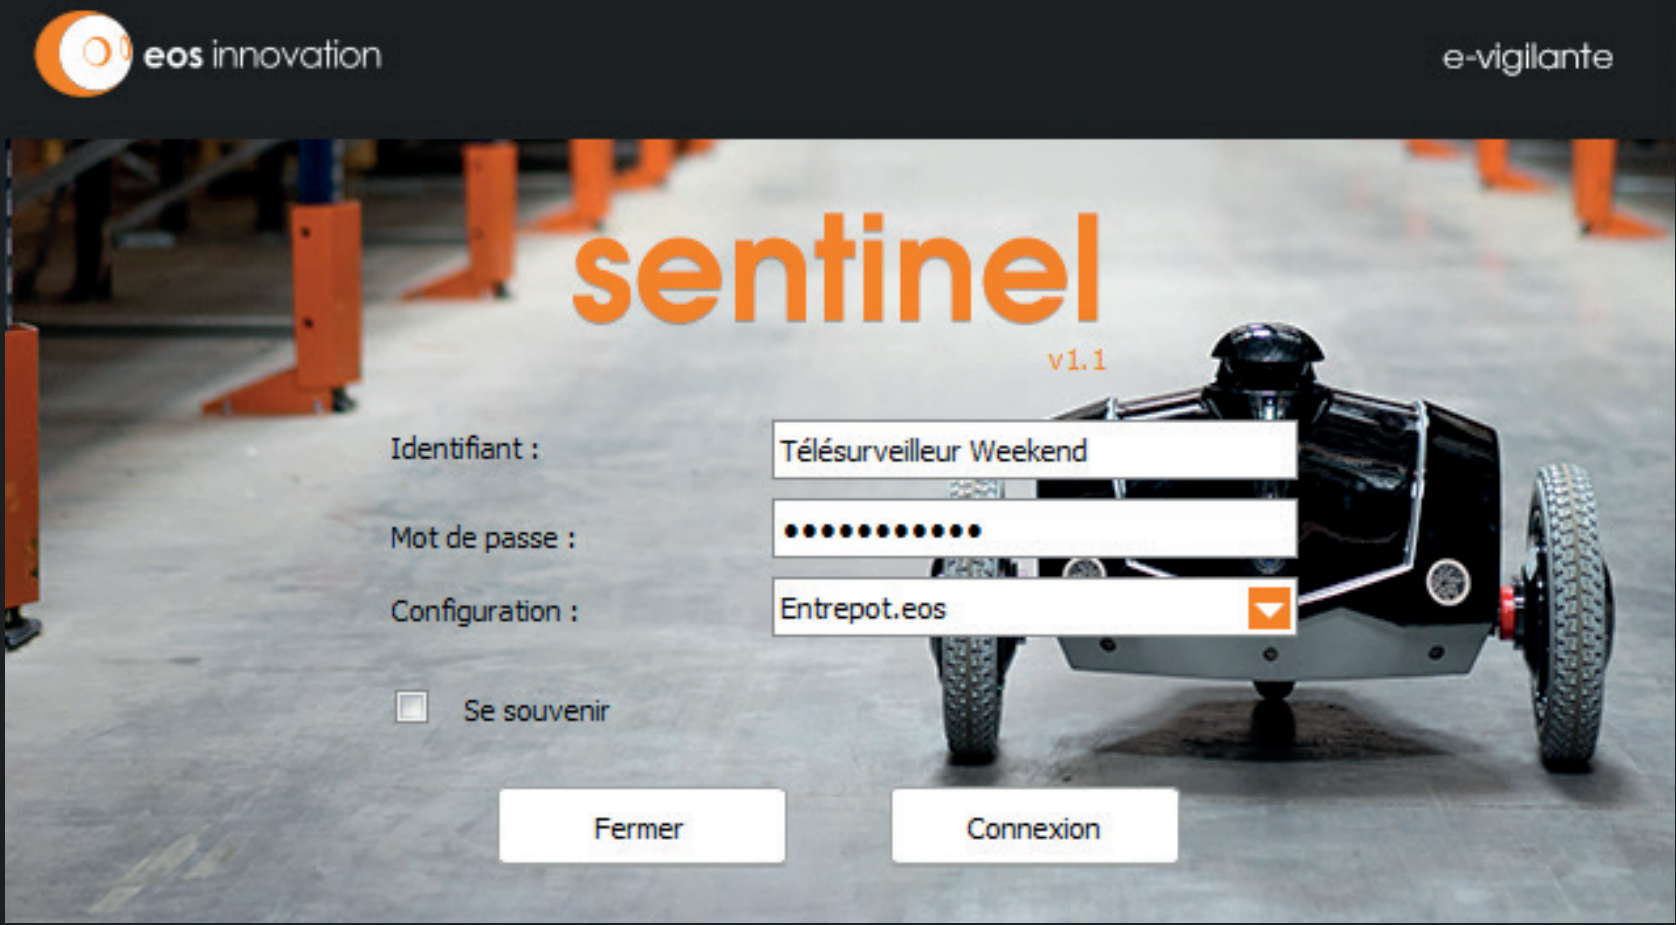 eos innovation
e-vigilante
sentinel
v1.1
Identifiant :
Télésurveilleur Weekend
Mot de passe :
•••••••••••
Configuration :
Entrepot.eos
Se souvenir
Fermer
Connexion